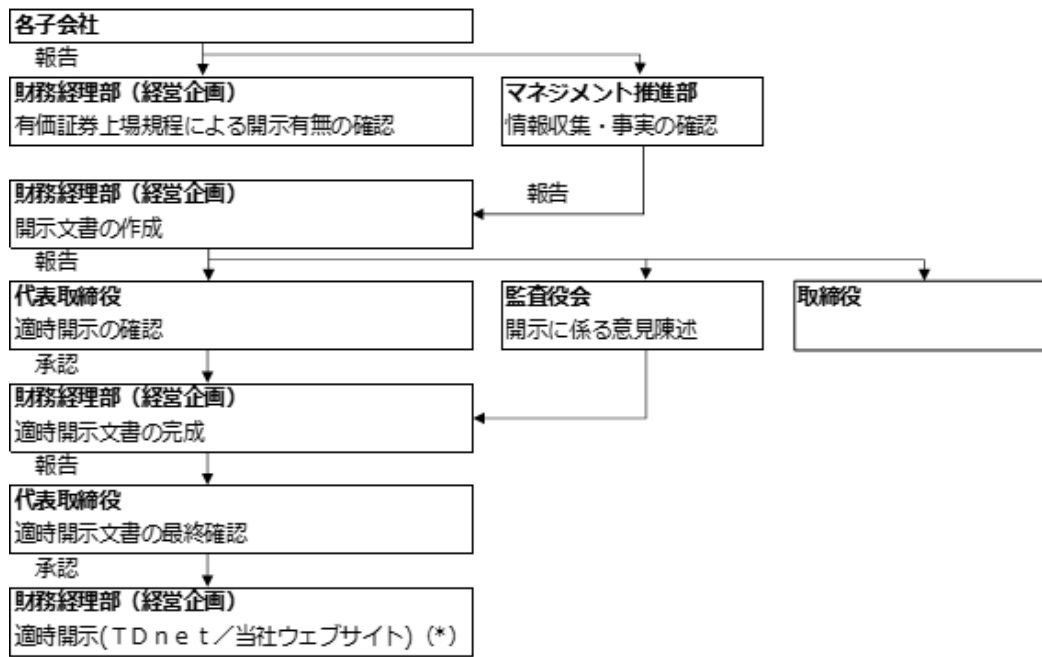 各子会社
報告
財務経理部（経営企画）
有価証券上場規程による開示有無の確認
マネジメント推進部
情報収集・事実の確認
報告
財務経理部（経営企画）
開示文書の作成
報告
代表取締役
適時開示の確認
監査役会
開示に係る意見陳述
取締役
承認
財務経理部（経営企画）
適時開示文書の完成
報告
代表取締役
適時開示文書の最終確認
承認
財務経理部（経営企画）
適時開示(ＴＤｎｅｔ／当社ウェブサイト)（*）